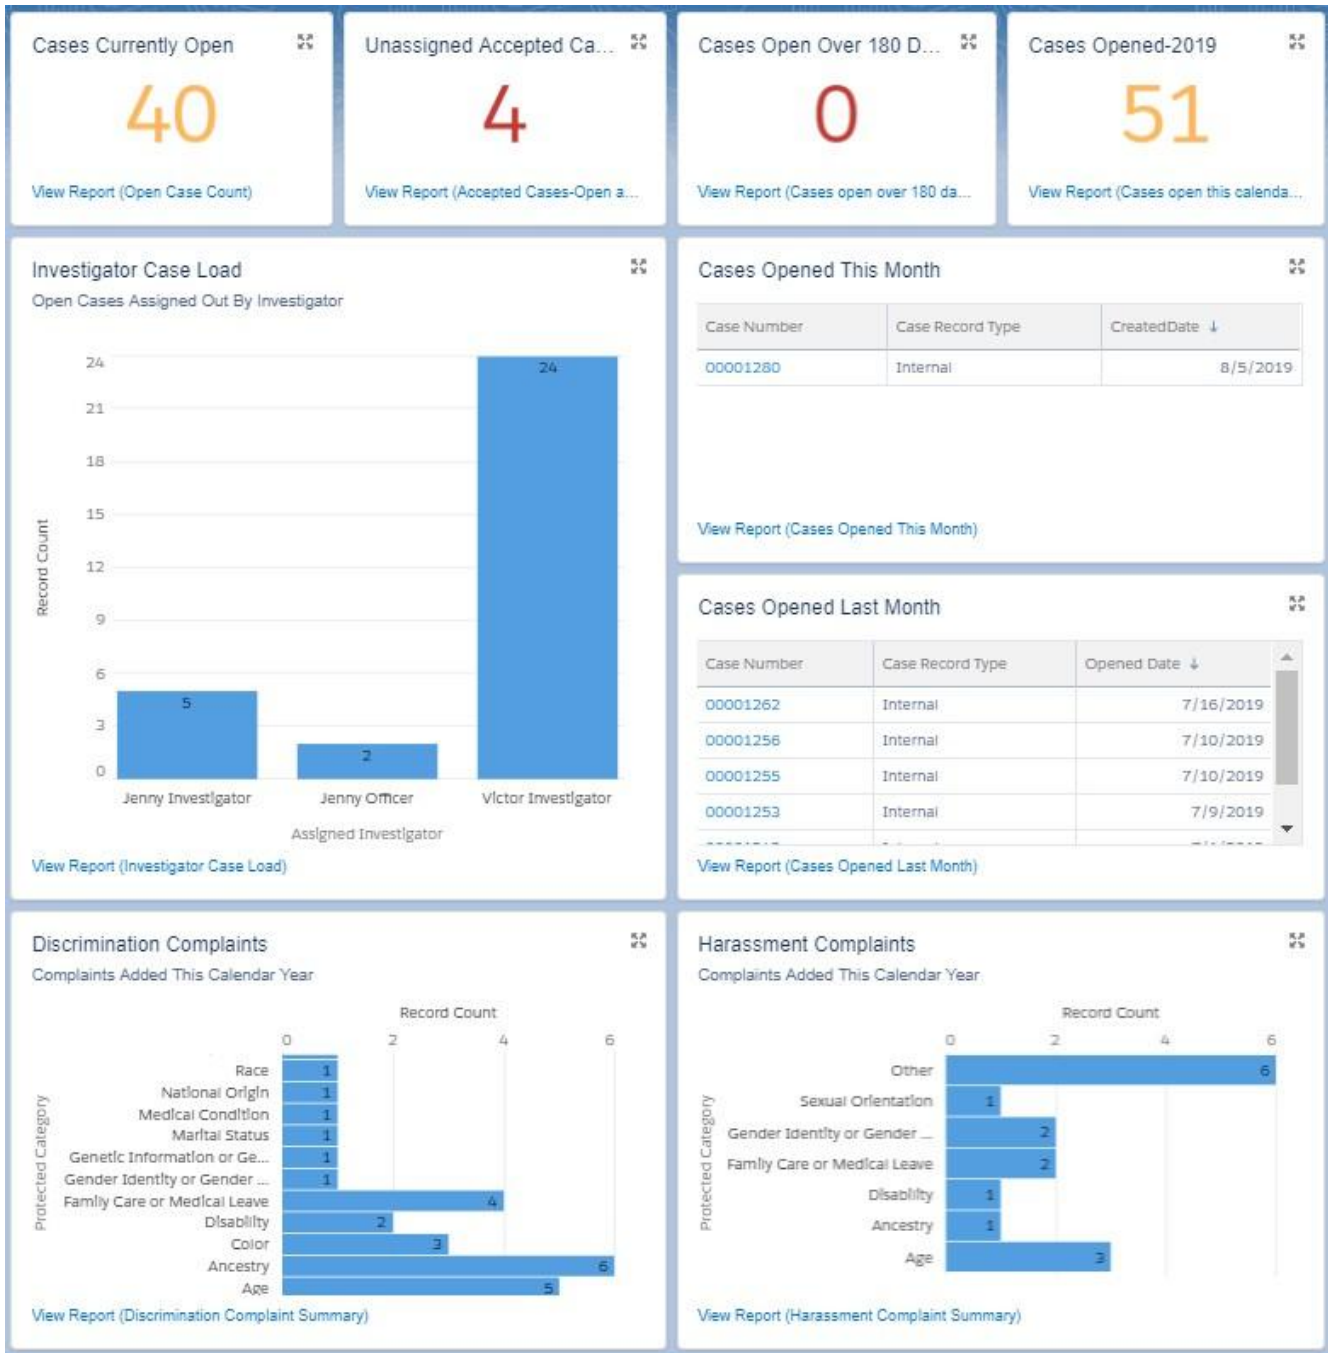 Cases Currently Open
40
View Report (Open Case Count)
Unassigned Accepted Ca...
4
View Report (Accepted Cases-Open a...
Cases Open Over 180 D...
0
View Report (Cases open over 180 da...
Cases Opened-2019
51
View Report (Cases open this calenda...
Investigator Case Load
Open Cases Assigned Out By Investigator
Record Count
24
21
18
15
12
9
6
3
0
5
2
24
Jenny Investigator
Jenny Officer
Victor Investigator
Assigned Investigator
View Report (Investigator Case Load)
Cases Opened This Month
Case Number Case Record Type CreatedDate ↓
00001280 Internal 8/5/2019
View Report (Cases Opened This Month)
Cases Opened Last Month
Case Number Case Record Type Opened Date ↓
00001262 Internal 7/16/2019
00001256 Internal 7/10/2019
00001255 Internal 7/10/2019
00001253 Internal 7/9/2019
View Report (Cases Opened Last Month)
Discrimination Complaints
Complaints Added This Calendar Year
Record Count
0 2 4 6
Protected Category
Race 1
National Origin 1
Medical Condition 1
Marital Status 1
Genetic Information or Ge... 1
Gender Identity or Gender ... 1
Family Care or Medical Leave 4
Disability 2
Color 3
Ancestry 6
Age 5
View Report (Discrimination Complaint Summary)
Harassment Complaints
Complaints Added This Calendar Year
Record Count
0 2 4 6
Protected Category
Other 6
Sexual Orientation 1
Gender Identity or Gender ... 2
Family Care or Medical Leave 2
Disability 1
Ancestry 1
Age 3
View Report (Harassment Complaint Summary)